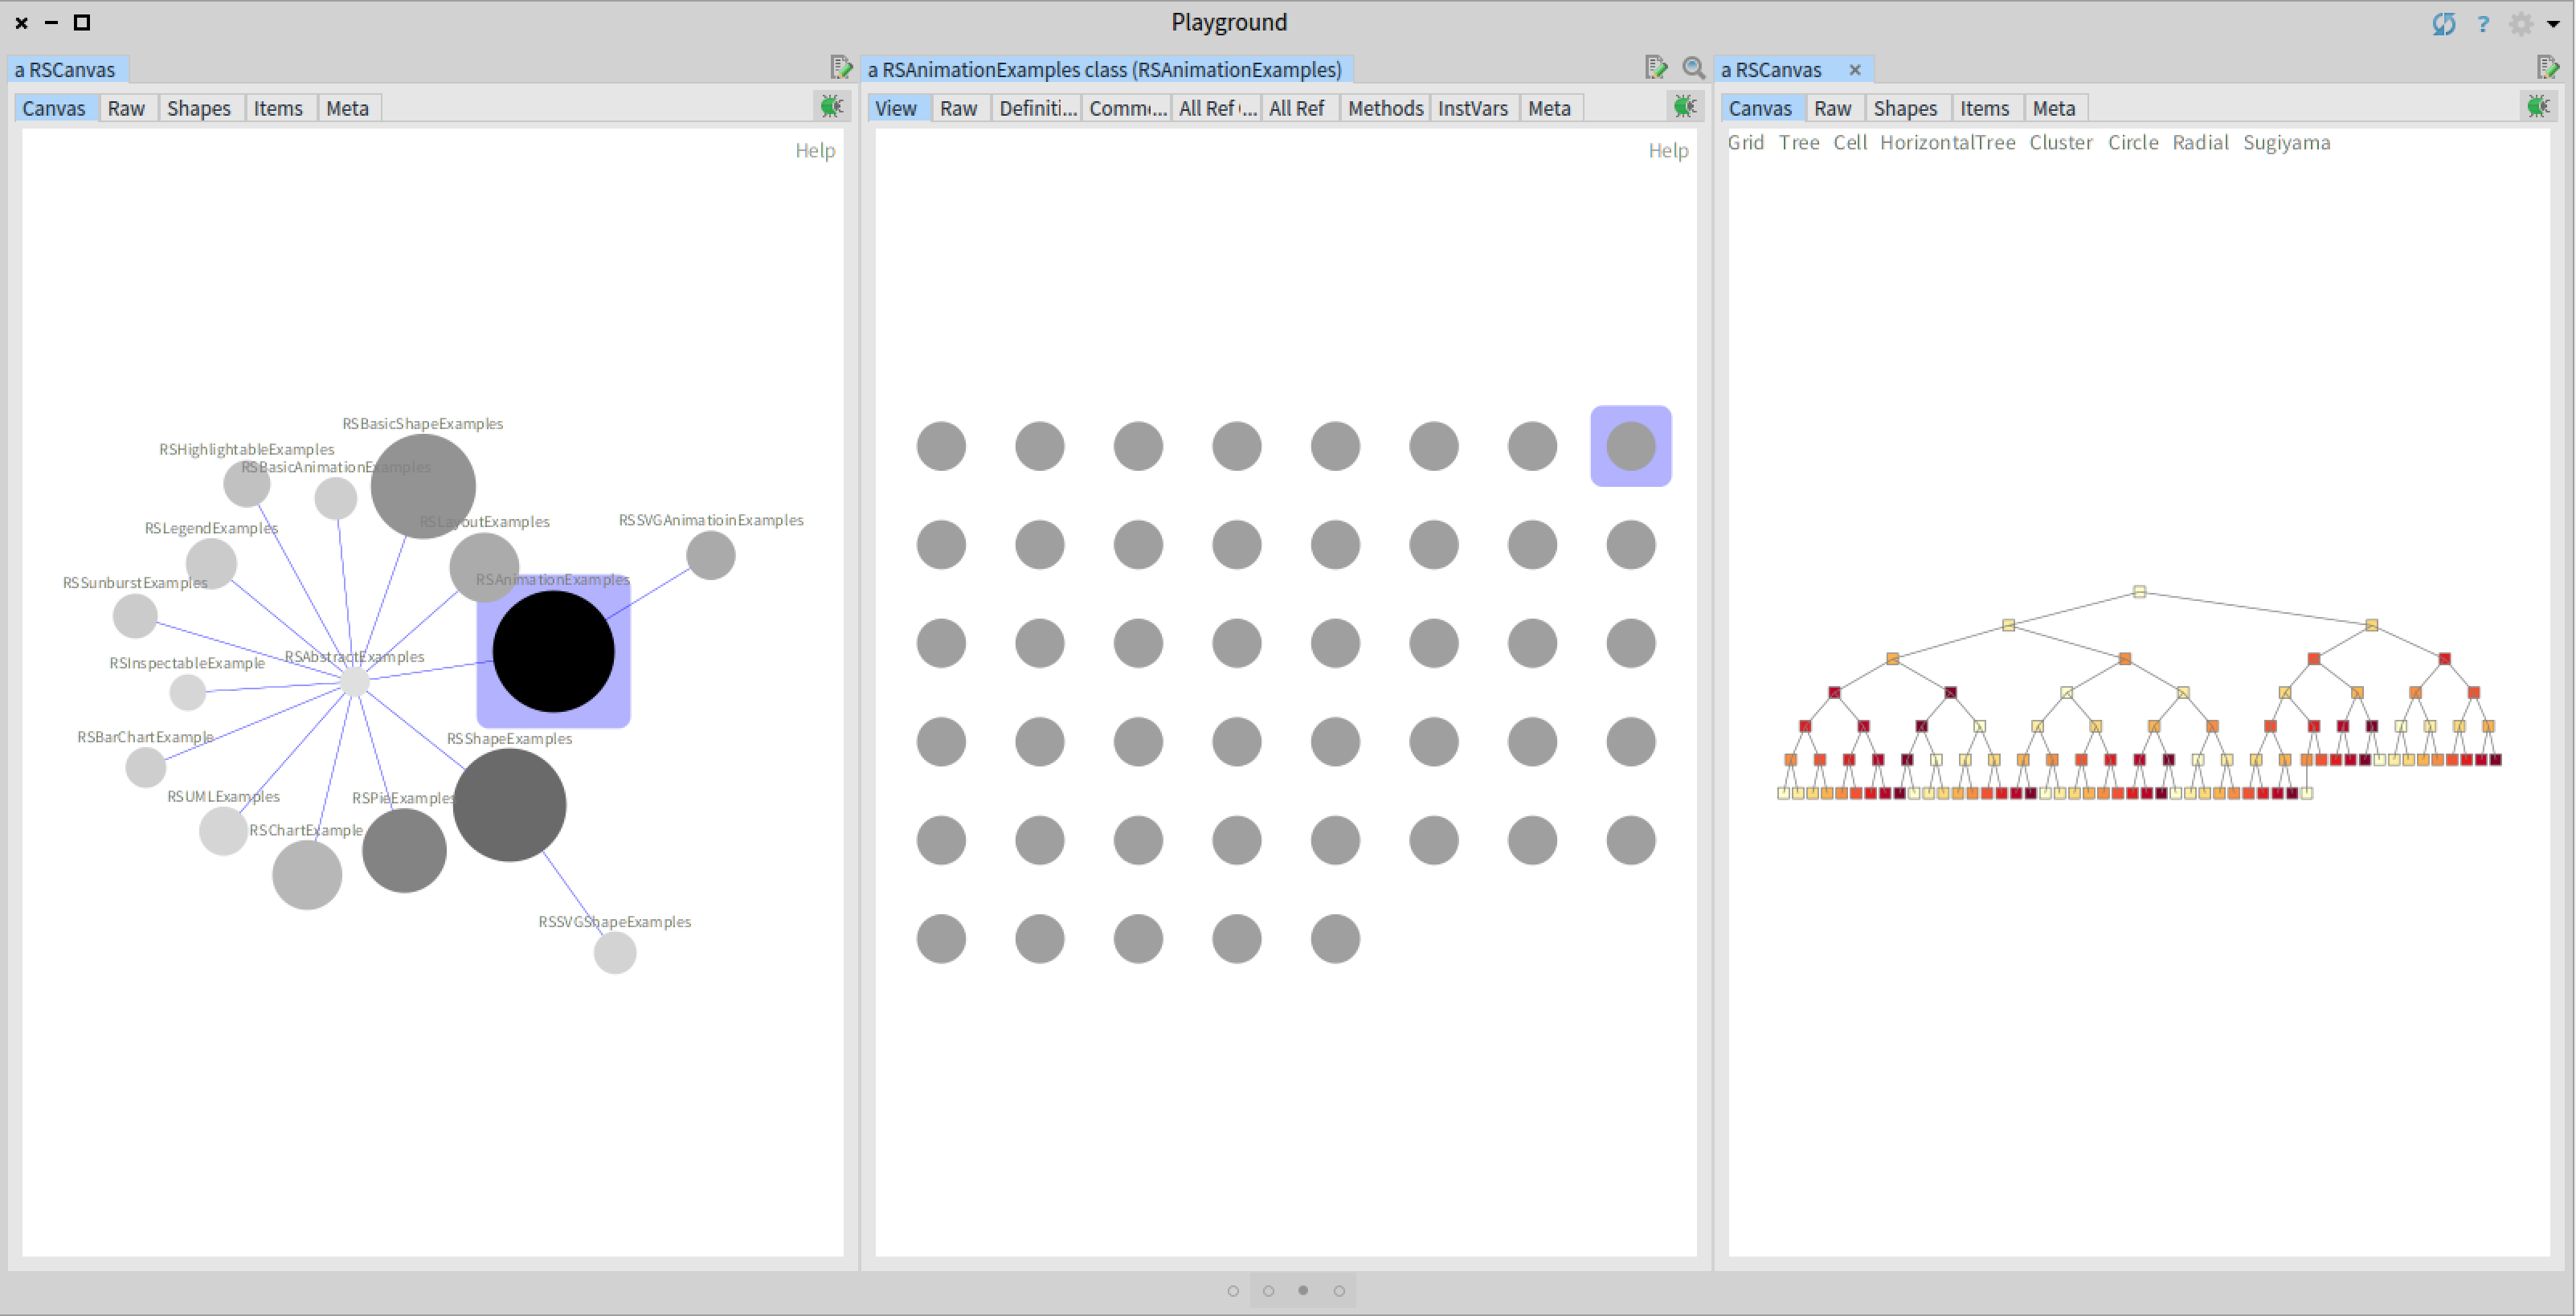 Playground
?
a RSCanvas
a RSAnimationExamples class (RSAnimationExamples)
a RSCanvas
Canvas Raw Shapes Items Meta
View Raw Definiti... Comm... All Ref ... All Ref Methods InstVars Meta
Canvas Raw Shapes Items Meta
Help
RSBasicShapeExamples
RSHighlightableExamples
RSBasicAnimationExamples
RSLayoutExamples
RSSVGAnimatioinExamples
RSLegendExamples
RSAnimationExamples
RSSunburstExamples
RSAbstractExamples
RSInspectableExample
RSBarChartExample
RSShapeExamples
RSUMLExamples
RSPieExamples
RSChartExample
RSSVGShapeExamples
Help
Grid Tree Cell HorizontalTree Cluster Circle Radial Sugiyama